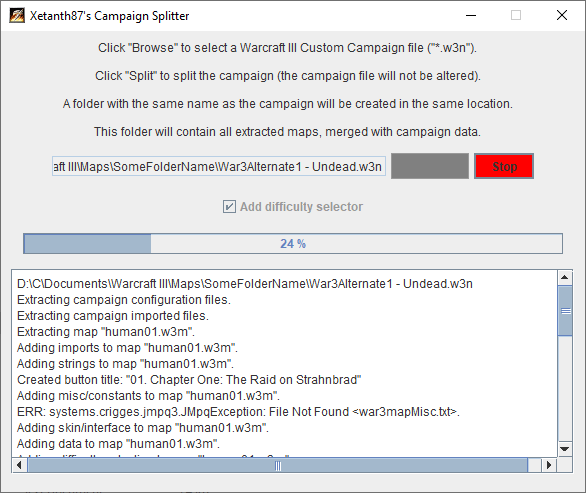 Xetanth87's Campaign Splitter
Click "Browse" to select a Warcraft III Custom Campaign file ("*.w3n").
Click "Split" to split the campaign (the campaign file will not be altered).
A folder with the same name as the campaign will be created in the same location.
This folder will contain all extracted maps, merged with campaign data.
aft III\Maps\SomeFolderName\War3Alternate1 - Undead.w3n
Stop
Add difficulty selector
24 %
D:\C\Documents\Warcraft III\Maps\SomeFolderName\War3Alternate1 - Undead.w3n
Extracting campaign configuration files.
Extracting campaign imported files.
Extracting map "human01.w3m".
Adding imports to map "human01.w3m".
Adding strings to map "human01.w3m".
Created button title: "01. Chapter One: The Raid on Strahnbrad"
Adding misc/constants to map "human01.w3m".
ERR: systems.crigges.jmpq3.JMpqException: File Not Found <war3mapMisc.txt>.
Adding skin/interface to map "human01.w3m".
Adding data to map "human01.w3m".